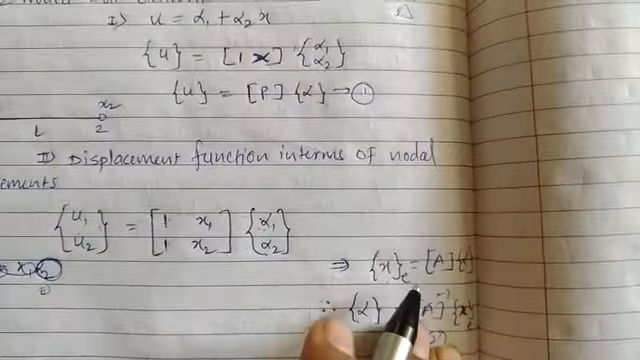 I) u = α₁ + α₂x
{u} = [1 x] {α₁ α₂}
{u} = [P] {α} → ①
x₂
L 2
II) Displacement function interms of nodal
ements
{u₁ u₂} = [1 x₁ 1 x₂] {α₁ α₂}
⇒ {x}e = [A] {α
∴ {α} A]⁻¹ {x